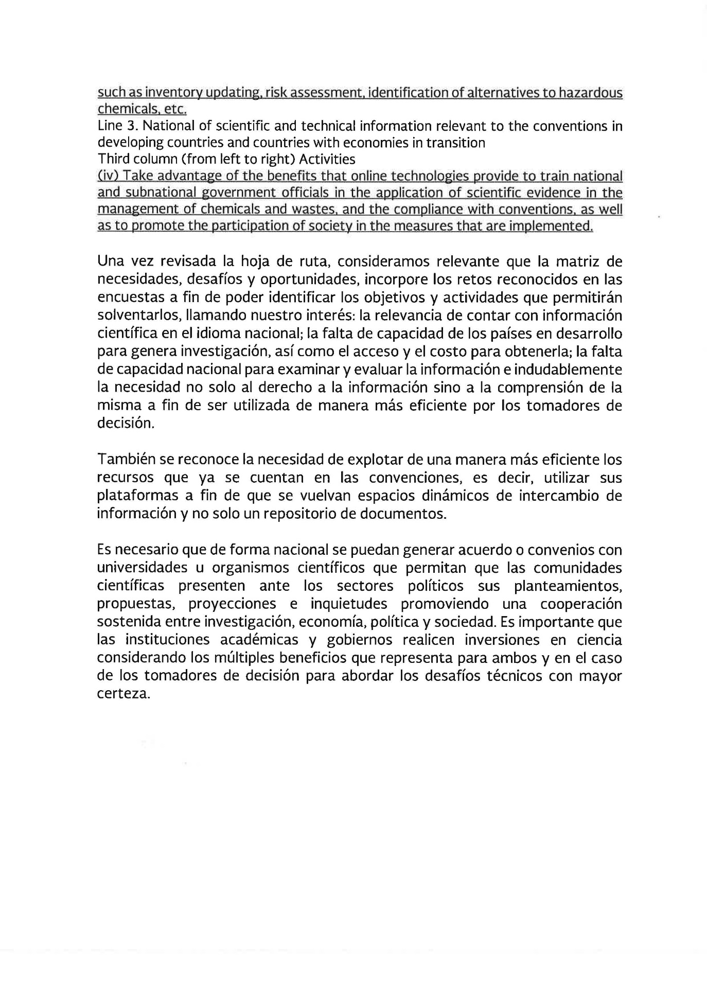 such as inventory updating, risk assessment, identification of alternatives to hazardous
chemicals, etc.
Line 3. National of scientific and technical information relevant to the conventions in
developing countries and countries with economies in transition
Third column (from left to right) Activities
(iv) Take advantage of the benefits that online technologies provide to train national
and subnational government officials in the application of scientific evidence in the
management of chemicals and wastes, and the compliance with conventions, as well
as to promote the participation of society in the measures that are implemented.
Una vez revisada la hoja de ruta, consideramos relevante que la matriz de
necesidades, desafíos y oportunidades, incorpore los retos reconocidos en las
encuestas a fin de poder identificar los objetivos y actividades que permitirán
solventarlos, llamando nuestro interés: la relevancia de contar con información
científica en el idioma nacional; la falta de capacidad de los países en desarrollo
para genera investigación, así como el acceso y el costo para obtenerla; la falta
de capacidad nacional para examinar y evaluar la información e indudablemente
la necesidad no solo al derecho a la información sino a la comprensión de la
misma a fin de ser utilizada de manera más eficiente por los tomadores de
decisión.
También se reconoce la necesidad de explotar de una manera más eficiente los
recursos que ya se cuentan en las convenciones, es decir, utilizar sus
plataformas a fin de que se vuelvan espacios dinámicos de intercambio de
información y no solo un repositorio de documentos.
Es necesario que de forma nacional se puedan generar acuerdo o convenios con
universidades u organismos científicos que permitan que las comunidades
científicas presenten ante los sectores políticos sus planteamientos,
propuestas, proyecciones e inquietudes promoviendo una cooperación
sostenida entre investigación, economía, política y sociedad. Es importante que
las instituciones académicas y gobiernos realicen inversiones en ciencia
considerando los múltiples beneficios que representa para ambos y en el caso
de los tomadores de decisión para abordar los desafíos técnicos con mayor
certeza.